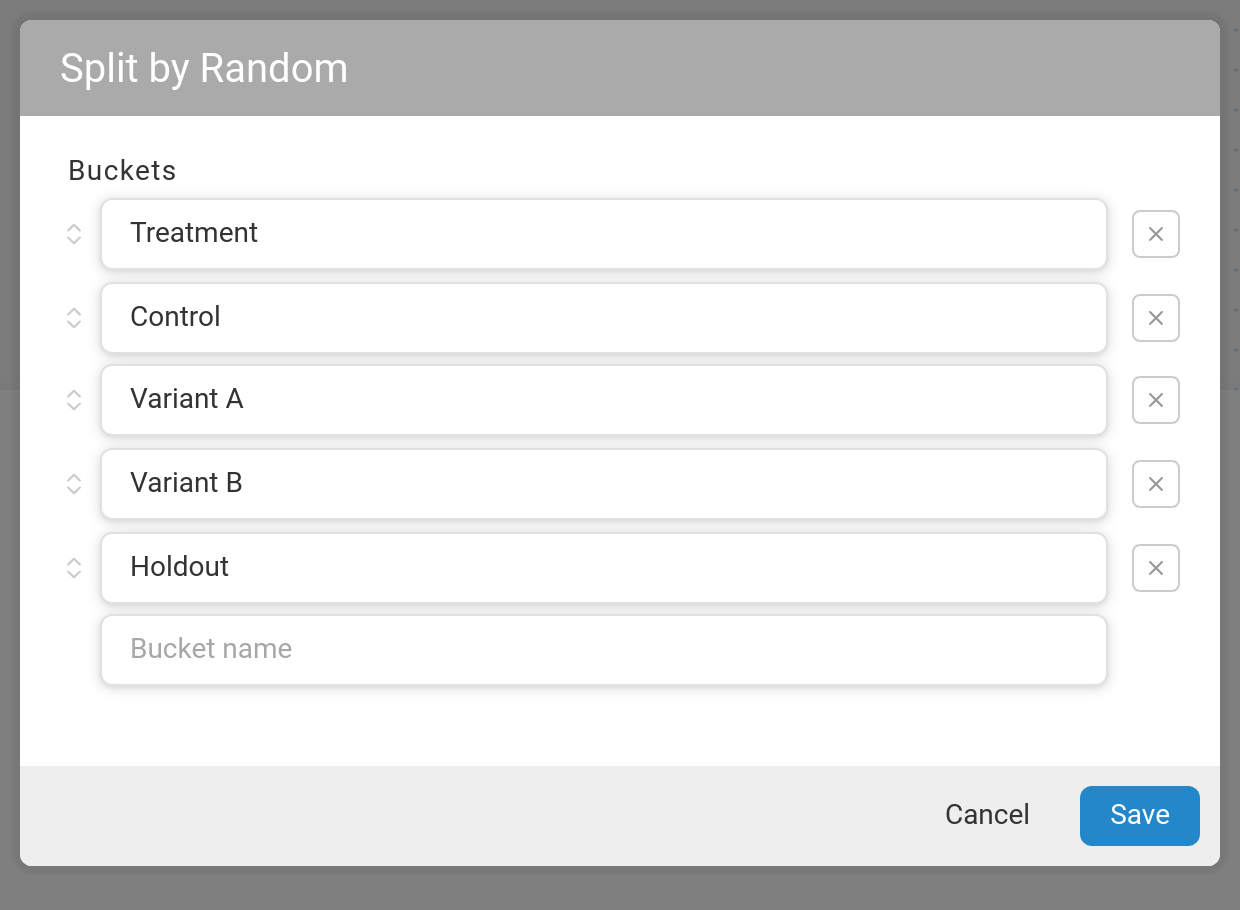 Split by Random
Buckets
Treatment
Control
Variant A
Variant B
Holdout
Bucket name
Cancel
Save